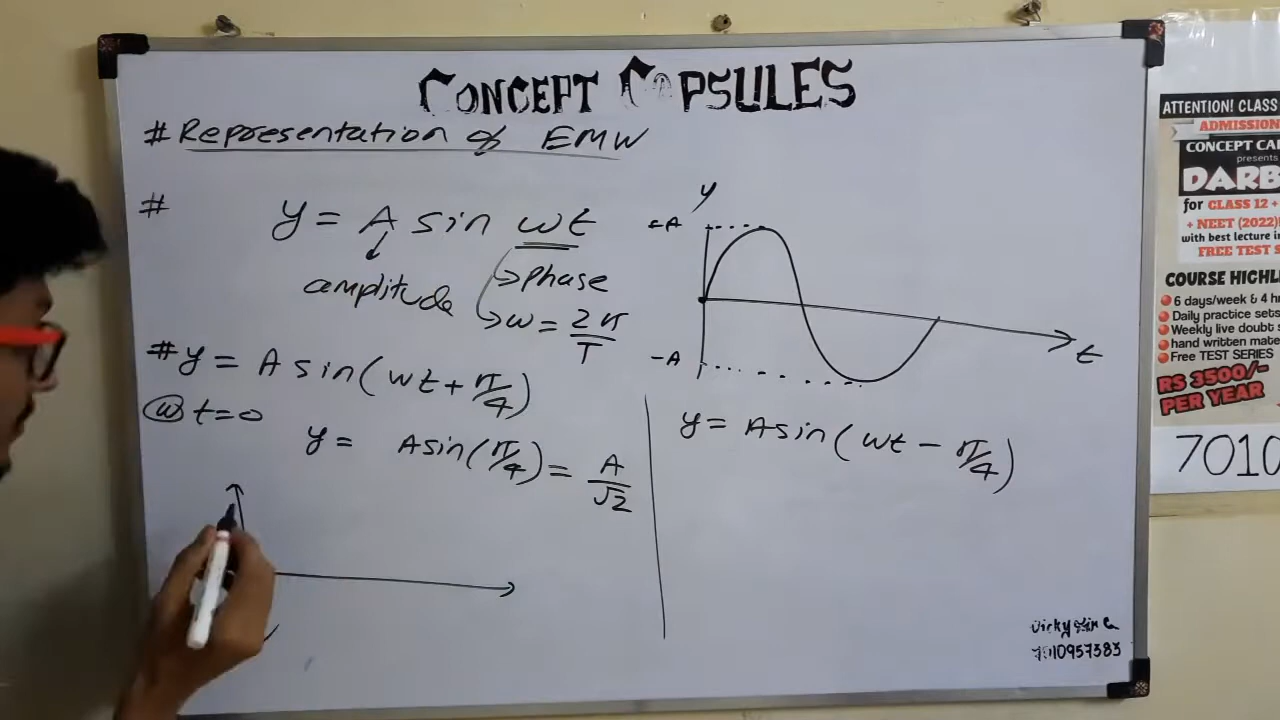 CONCEPT CAPSULES
# Representation of EMW
# y = A sin ωt
amplitude
→ phase
→ ω = 2π/T
y
+A
-A
t
# y = A sin(ωt + π/4)
@ t=0
y = A sin(π/4) = A/√2
y = A sin(ωt - π/4)
7010957383
ATTENTION! CLASS
ADMISSION
CONCEPT CA
presents
DARB
for CLASS 12 +
+ NEET (2022)
with best lecture
FREE TEST S
COURSE HIGHL
6 days/week & 4 h
Daily practice sets
Weekly live doubt
hand written mate
Free TEST SERIES
RS 3500/-
PER YEAR
7010